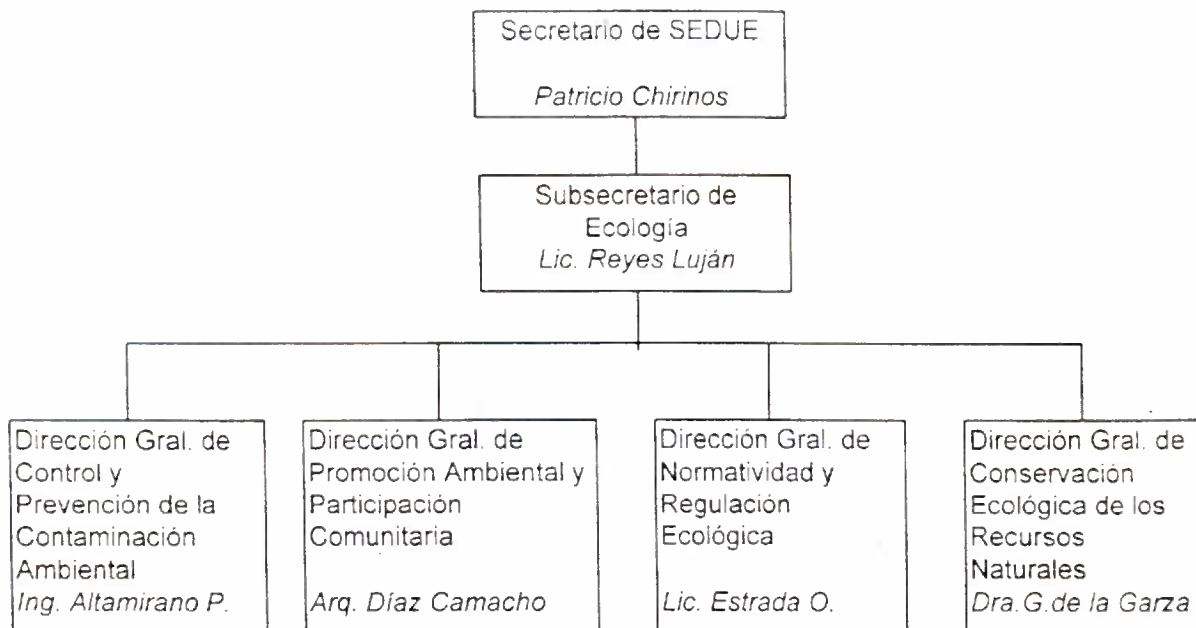 Secretario de SEDUE
Patricio Chirinos
Subsecretario de
Ecología
Lic. Reyes Luján
Dirección Gral. de
Control y
Prevención de la
Contaminación
Ambiental
Ing. Altamirano P.
Dirección Gral. de
Promoción Ambiental y
Participación
Comunitaria
Arq. Díaz Camacho
Dirección Gral. de
Normatividad y
Regulación
Ecológica
Lic. Estrada O.
Dirección Gral. de
Conservación
Ecológica de los
Recursos
Naturales
Dra.G.de la Garza